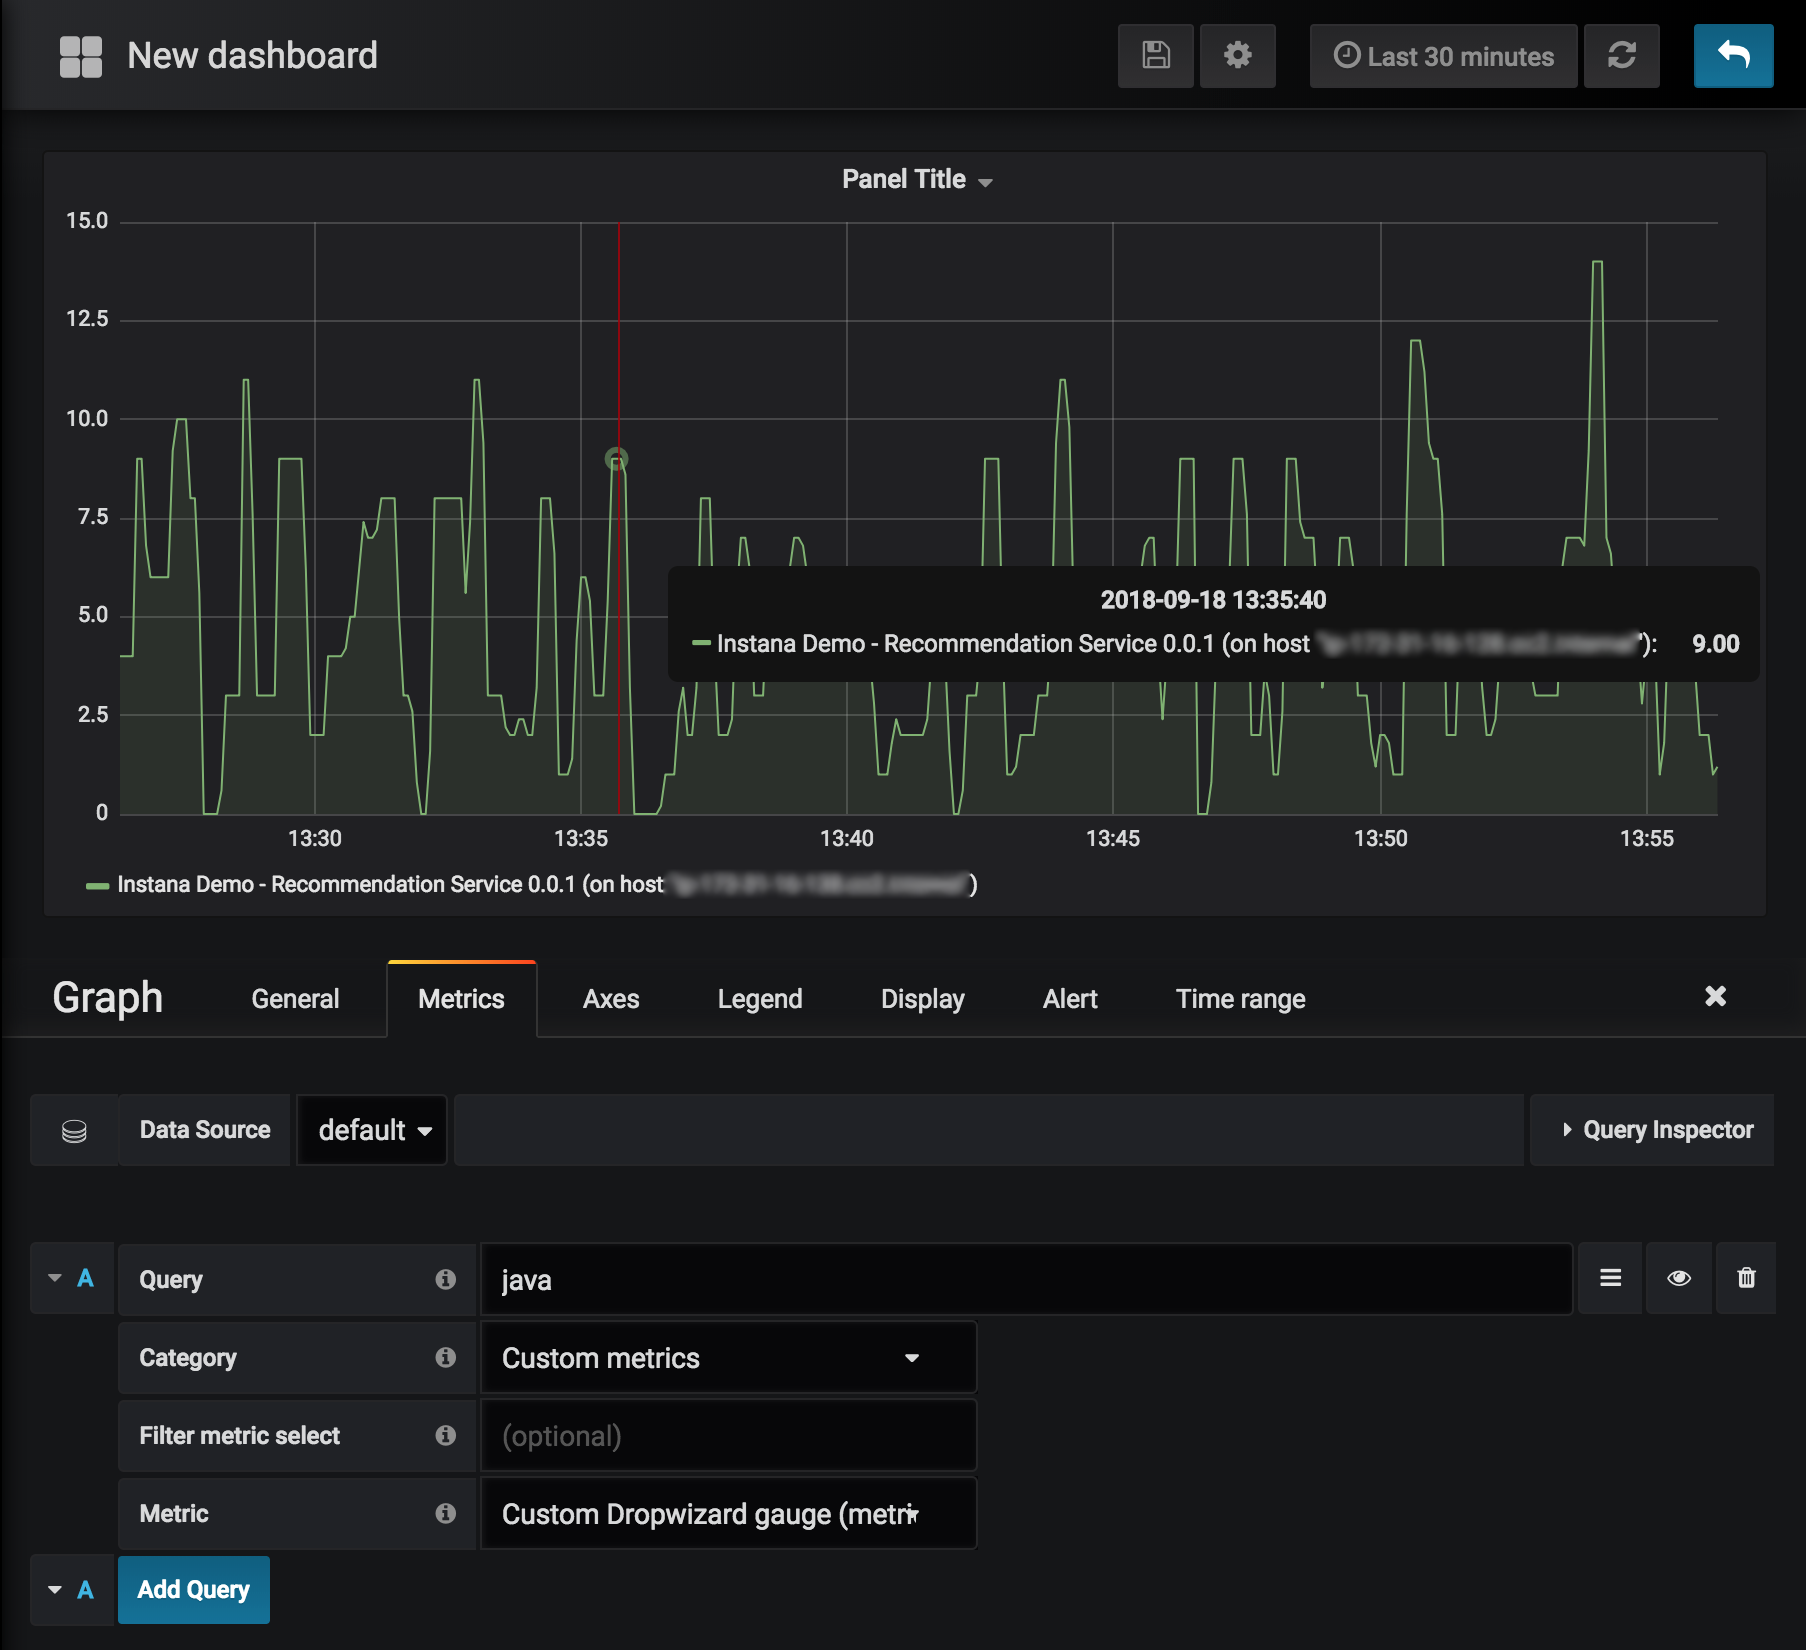 New dashboard
Last 30 minutes
Panel Title
15.0
12.5
10.0
7.5
5.0
2.5
0
2018-09-18 13:35:40
Instana Demo - Recommendation Service 0.0.1 (on host "): 9.00
13:30 13:35 13:40 13:45 13:50 13:55
Instana Demo - Recommendation Service 0.0.1 (on host )
Graph General Metrics Axes Legend Display Alert Time range
Data Source default Query Inspector
A Query java
Category Custom metrics
Filter metric select (optional)
Metric Custom Dropwizard gauge (metri
A Add Query